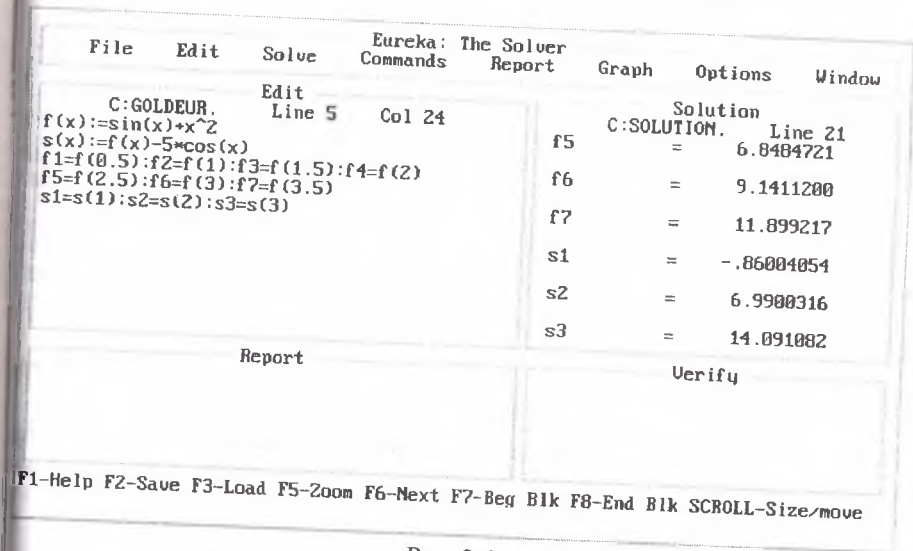 Eureka: The Solver
File Edit Solve Commands Report Graph Options Window
Edit
C:GOLDEUR. Line 5 Col 24
f(x):=sin(x)+x^2
s(x):=f(x)-5*cos(x)
f1=f(0.5):f2=f(1):f3=f(1.5):f4=f(2)
f5=f(2.5):f6=f(3):f7=f(3.5)
s1=s(1):s2=s(2):s3=s(3)
Solution
C:SOLUTION. Line 21
f5 = 6.8484721
f6 = 9.1411200
f7 = 11.899217
s1 = -.86004054
s2 = 6.9900316
s3 = 14.091082
Report
Verify
F1-Help F2-Save F3-Load F5-Zoom F6-Next F7-Beg Blk F8-End Blk SCROLL-Size/move